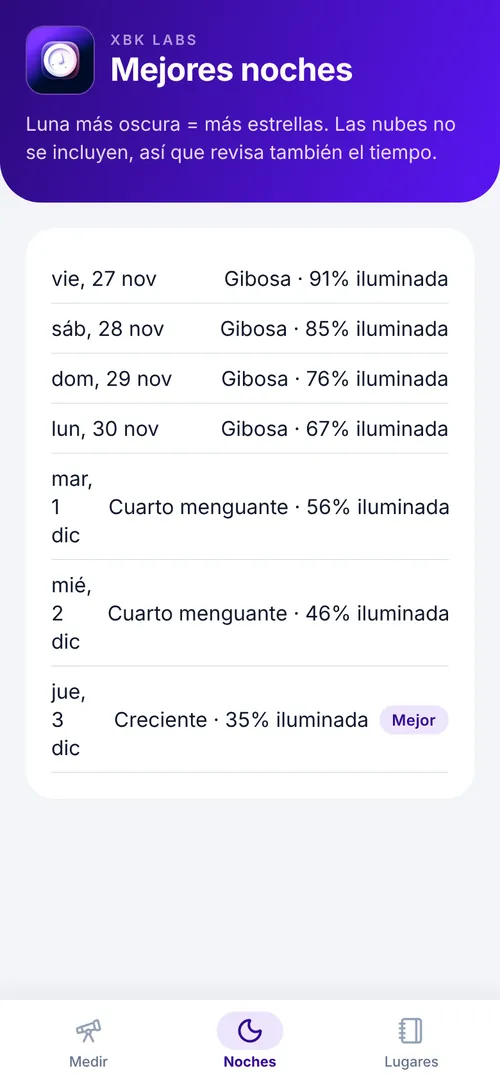 XBK LABS
Mejores noches
Luna más oscura = más estrellas. Las nubes no
se incluyen, así que revisa también el tiempo.
vie, 27 nov Gibosa · 91% iluminada
sáb, 28 nov Gibosa · 85% iluminada
dom, 29 nov Gibosa · 76% iluminada
lun, 30 nov Gibosa · 67% iluminada
mar,
1
dic
Cuarto menguante · 56% iluminada
mié,
2
dic
Cuarto menguante · 46% iluminada
jue,
3
dic
Creciente · 35% iluminada Mejor
Medir Noches Lugares